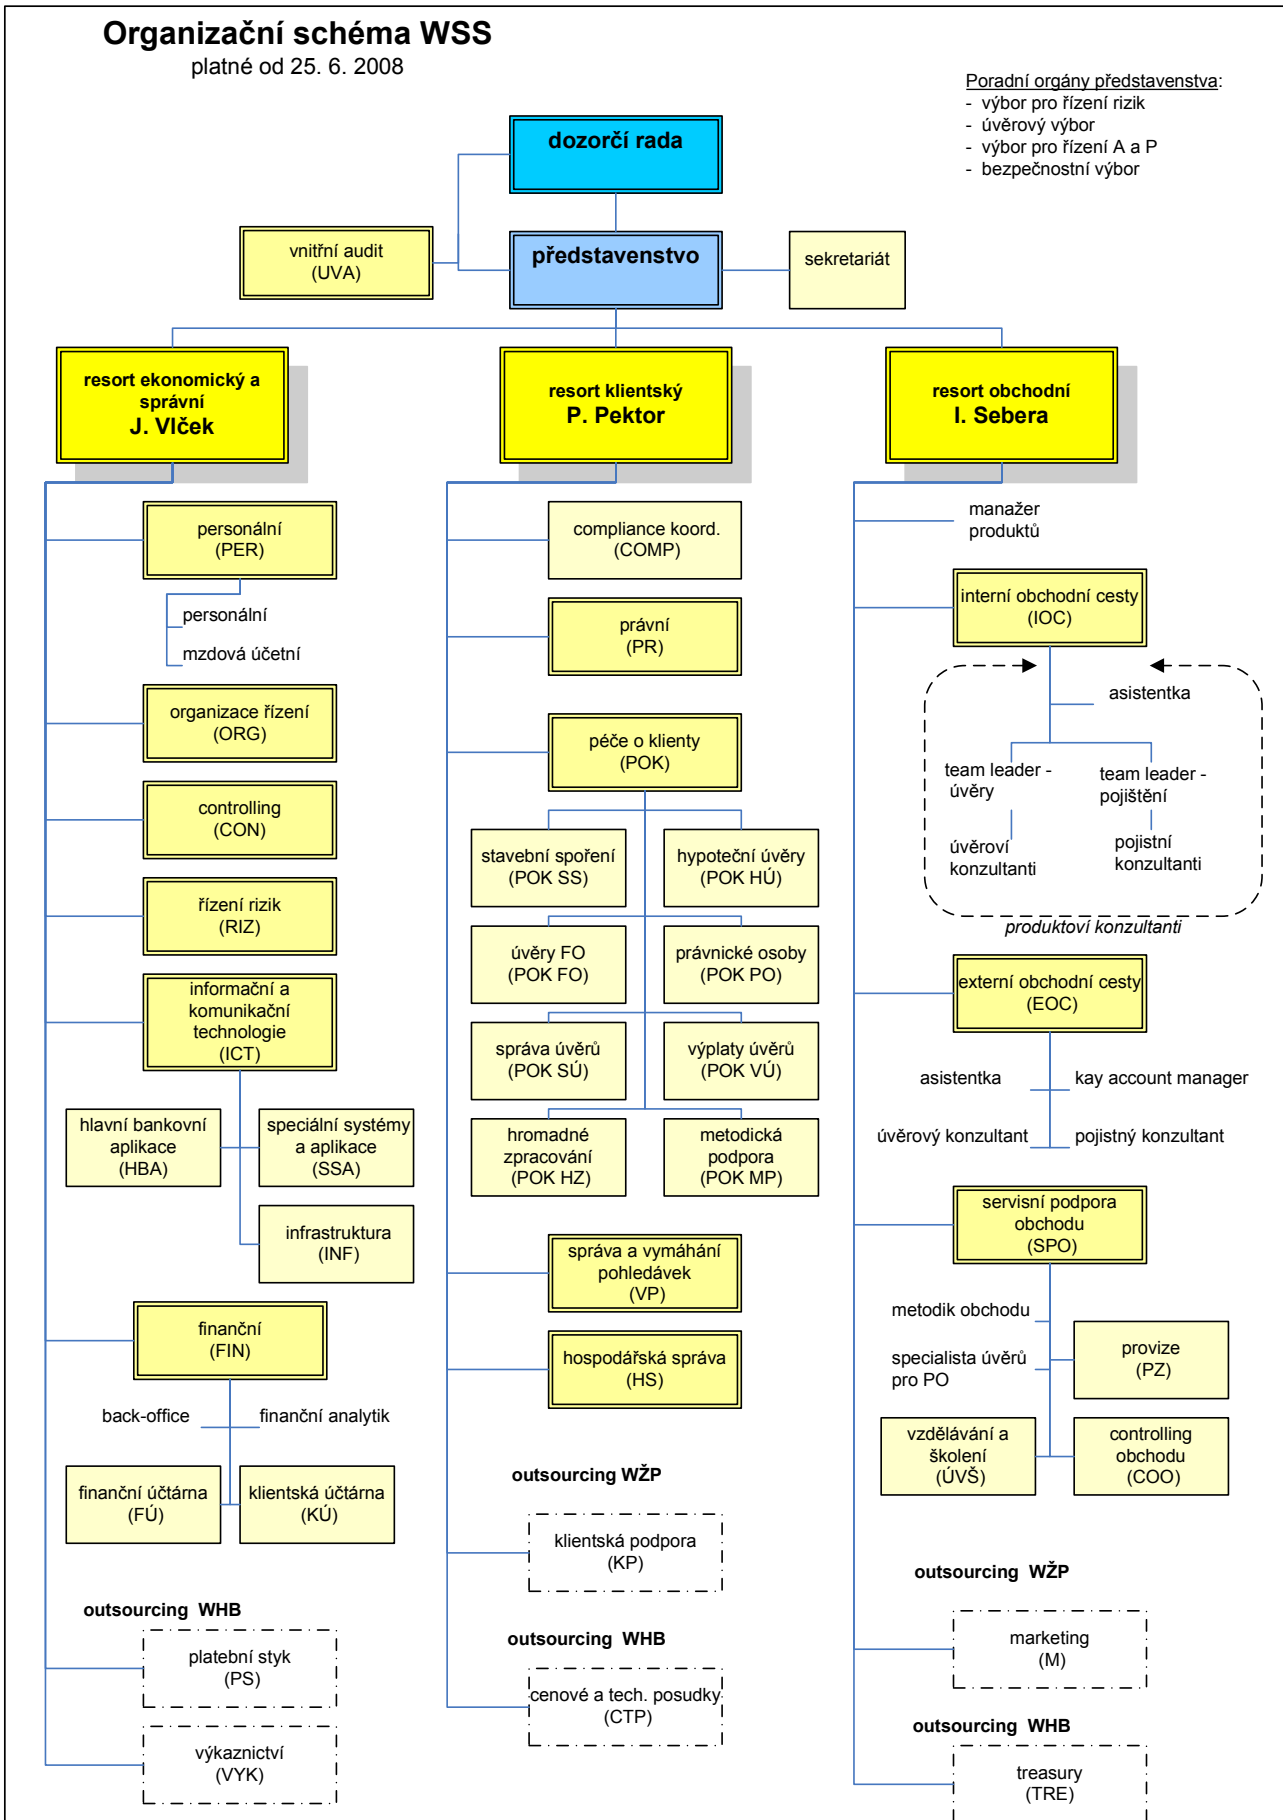 Organizační schéma WSS
platné od 25. 6. 2008
Poradní orgány představenstva:
- výbor pro řízení rizik
- úvěrový výbor
- výbor pro řízení A a P
- bezpečnostní výbor
dozorčí rada
vnitřní audit
(UVA)
představenstvo
sekretariát
resort ekonomický a
správní
J. Vlček
resort klientský
P. Pektor
resort obchodní
I. Sebera
personální
(PER)
personální
mzdová účetní
organizace řízení
(ORG)
controlling
(CON)
řízení rizik
(RIZ)
informační a
komunikační
technologie
(ICT)
hlavní bankovní
aplikace
(HBA)
speciální systémy
a aplikace
(SSA)
infrastruktura
(INF)
finanční
(FIN)
back-office
finanční analytik
finanční účtárna
(FÚ)
klientská účtárna
(KÚ)
outsourcing WHB
platební styk
(PS)
výkaznictví
(VYK)
compliance koord.
(COMP)
právní
(PR)
péče o klienty
(POK)
stavební spoření
(POK SS)
hypoteční úvěry
(POK HÚ)
úvěry FO
(POK FO)
právnické osoby
(POK PO)
správa úvěrů
(POK SÚ)
výplaty úvěrů
(POK VÚ)
hromadné
zpracování
(POK HZ)
metodická
podpora
(POK MP)
správa a vymáhání
pohledávek
(VP)
hospodářská správa
(HS)
outsourcing WŽP
klientská podpora
(KP)
outsourcing WHB
cenové a tech. posudky
(CTP)
manažer
produktů
interní obchodní cesty
(IOC)
asistentka
team leader -
úvěry
team leader -
pojištění
úvěroví
konzultanti
pojistní
konzultanti
produktoví konzultanti
externí obchodní cesty
(EOC)
asistentka
kay account manager
úvěrový konzultant
pojistný konzultant
servisní podpora
obchodu
(SPO)
metodik obchodu
specialista úvěrů
pro PO
provize
(PZ)
vzdělávání a
školení
(ÚVŠ)
controlling
obchodu
(COO)
outsourcing WŽP
marketing
(M)
outsourcing WHB
treasury
(TRE)